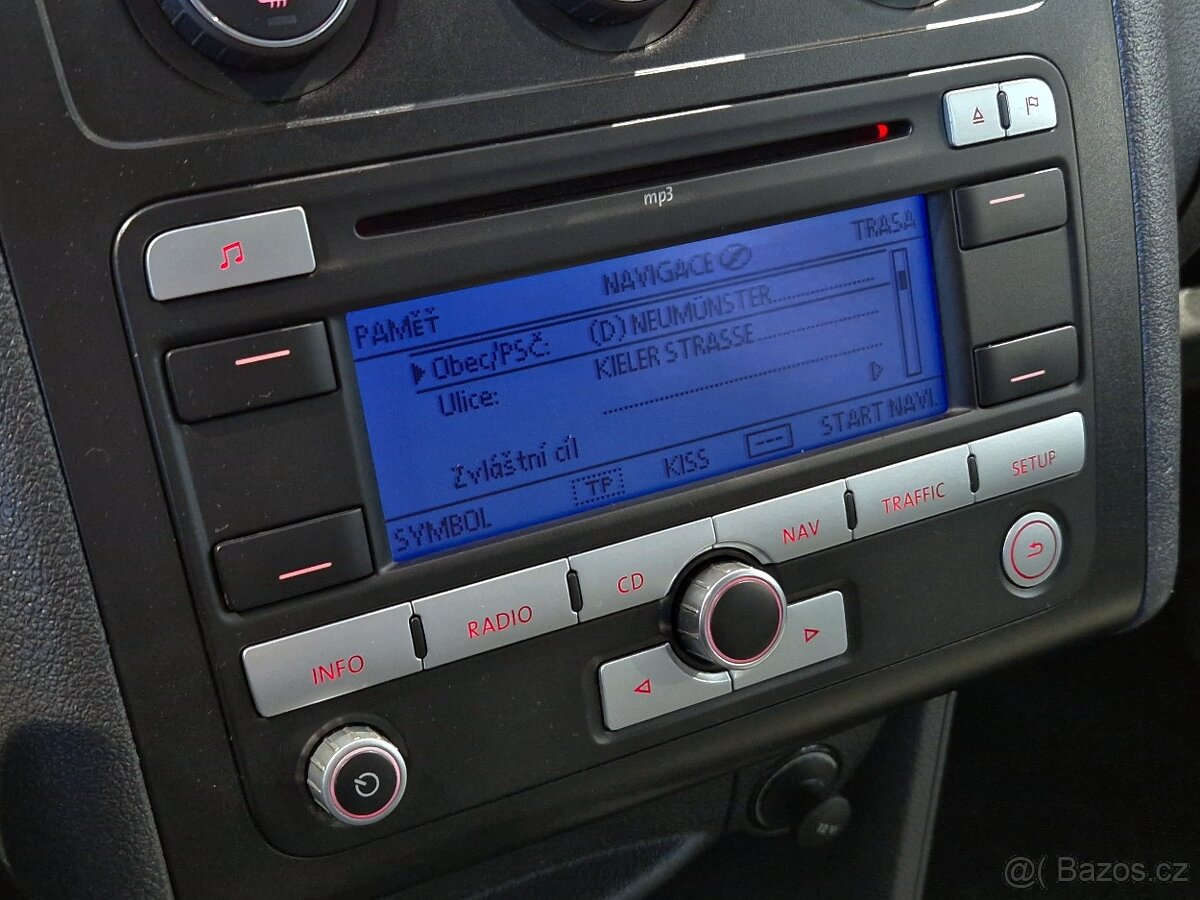 mp3
NAVIGACE
TRASA
PAMĚŤ
Obec/PSČ: (D) NEUMÜNSTER
Ulice: KIELER STRASSE
Zvláštní cíl
SYMBOL TP KISS --- START NAVI.
INFO RADIO CD NAV TRAFFIC SETUP
@( Bazos.cz